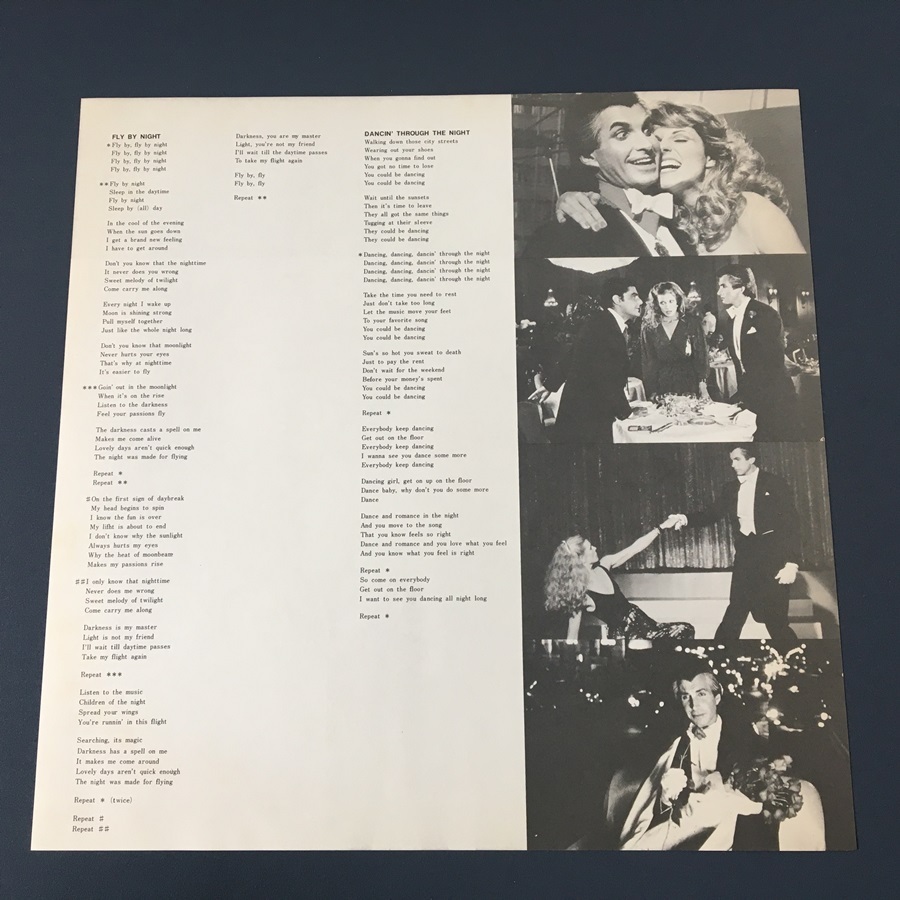 FLY BY NIGHT
*Fly by, fly by night
Fly by, fly by night
Fly by, fly by night
Fly by, fly by night
**Fly by night
Sleep in the daytime
Fly by night
Sleep by (all) day
In the cool of the evening
When the sun goes down
I get a brand new feeling
I have to get around
Don't you know that the nighttime
It never does you wrong
Sweet melody of twilight
Come carry me along
Every night I wake up
Moon is shining strong
Pull myself together
Just like the whole night long
Don't you know that moonlight
Never hurts your eyes
That's why at nighttime
It's easier to fly
***Goin' out in the moonlight
When it's on the rise
Listen to the darkness
Feel your passions fly
The darkness casts a spell on me
Makes me come alive
Lovely days aren't quick enough
The night was made for flying
Repeat *
Repeat **
#On the first sign of daybreak
My head begins to spin
I know the fun is over
My lifht is about to end
I don't know why the sunlight
Always hurts my eyes
Why the heat of moonbeam
Makes my passions rise
##I only know that nighttime
Never does me wrong
Sweet melody of twilight
Come carry me along
Darkness is my master
Light is not my friend
I'll wait till daytime passes
Take my flight again
Repeat ***
Listen to the music
Children of the night
Spread your wings
You're runnin' in this flight
Searching, its magic
Darkness has a spell on me
It makes me come around
Lovely days aren't quick enough
The night was made for flying
Repeat * (twice)
Repeat #
Repeat ##
Darkness, you are my master
Light, you're not my friend
I'll wait till the daytime passes
To take my flight again
Fly by, fly
Fly by, fly
Repeat **
DANCIN' THROUGH THE NIGHT
Walking down those city streets
Wearing out your shoes
When you gonna find out
You got no time to lose
You could be dancing
You could be dancing
Wait until the sunsets
Then it's time to leave
They all got the same things
Tugging at their sleeve
They could be dancing
They could be dancing
*Dancing, dancing, dancin' through the night
Dancing, dancing, dancin' through the night
Dancing, dancing, dancin' through the night
Dancing, dancing, dancin' through the night
Take the time you need to rest
Just don't take too long
Let the music move your feet
To your favorite song
You could be dancing
You could be dancing
Sun's so hot you sweat to death
Just to pay the rent
Don't wait for the weekend
Before your money's spent
You could be dancing
You could be dancing
Repeat *
Everybody keep dancing
Get out on the floor
Everybody keep dancing
I wanna see you dance some more
Everybody keep dancing
Dancing girl, get on up on the floor
Dance baby, why don't you do some more
Dance
Dance and romance in the night
And you move to the song
That you know feels so right
Dance and romance and you love what you feel
And you know what you feel is right
Repeat *
So come on everybody
Get out on the floor
I want to see you dancing all night long
Repeat *